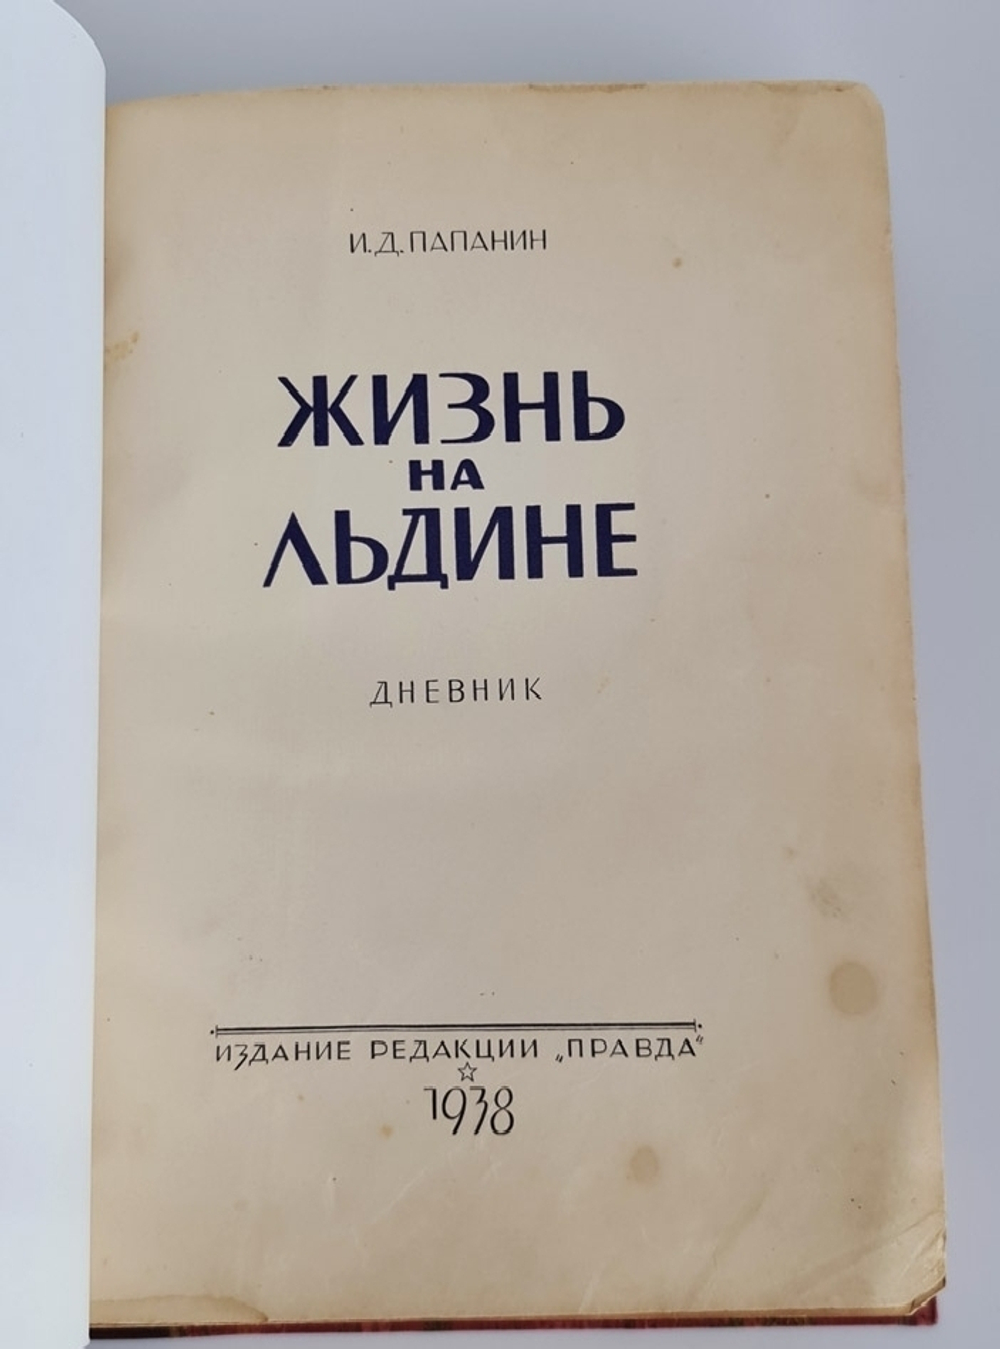 И.Д.ПАПАНИН
ЖИЗНЬ
НА
ЛЬДИНЕ
ДНЕВНИК
ИЗДАНИЕ РЕДАКЦИИ „ПРАВДА“
1938